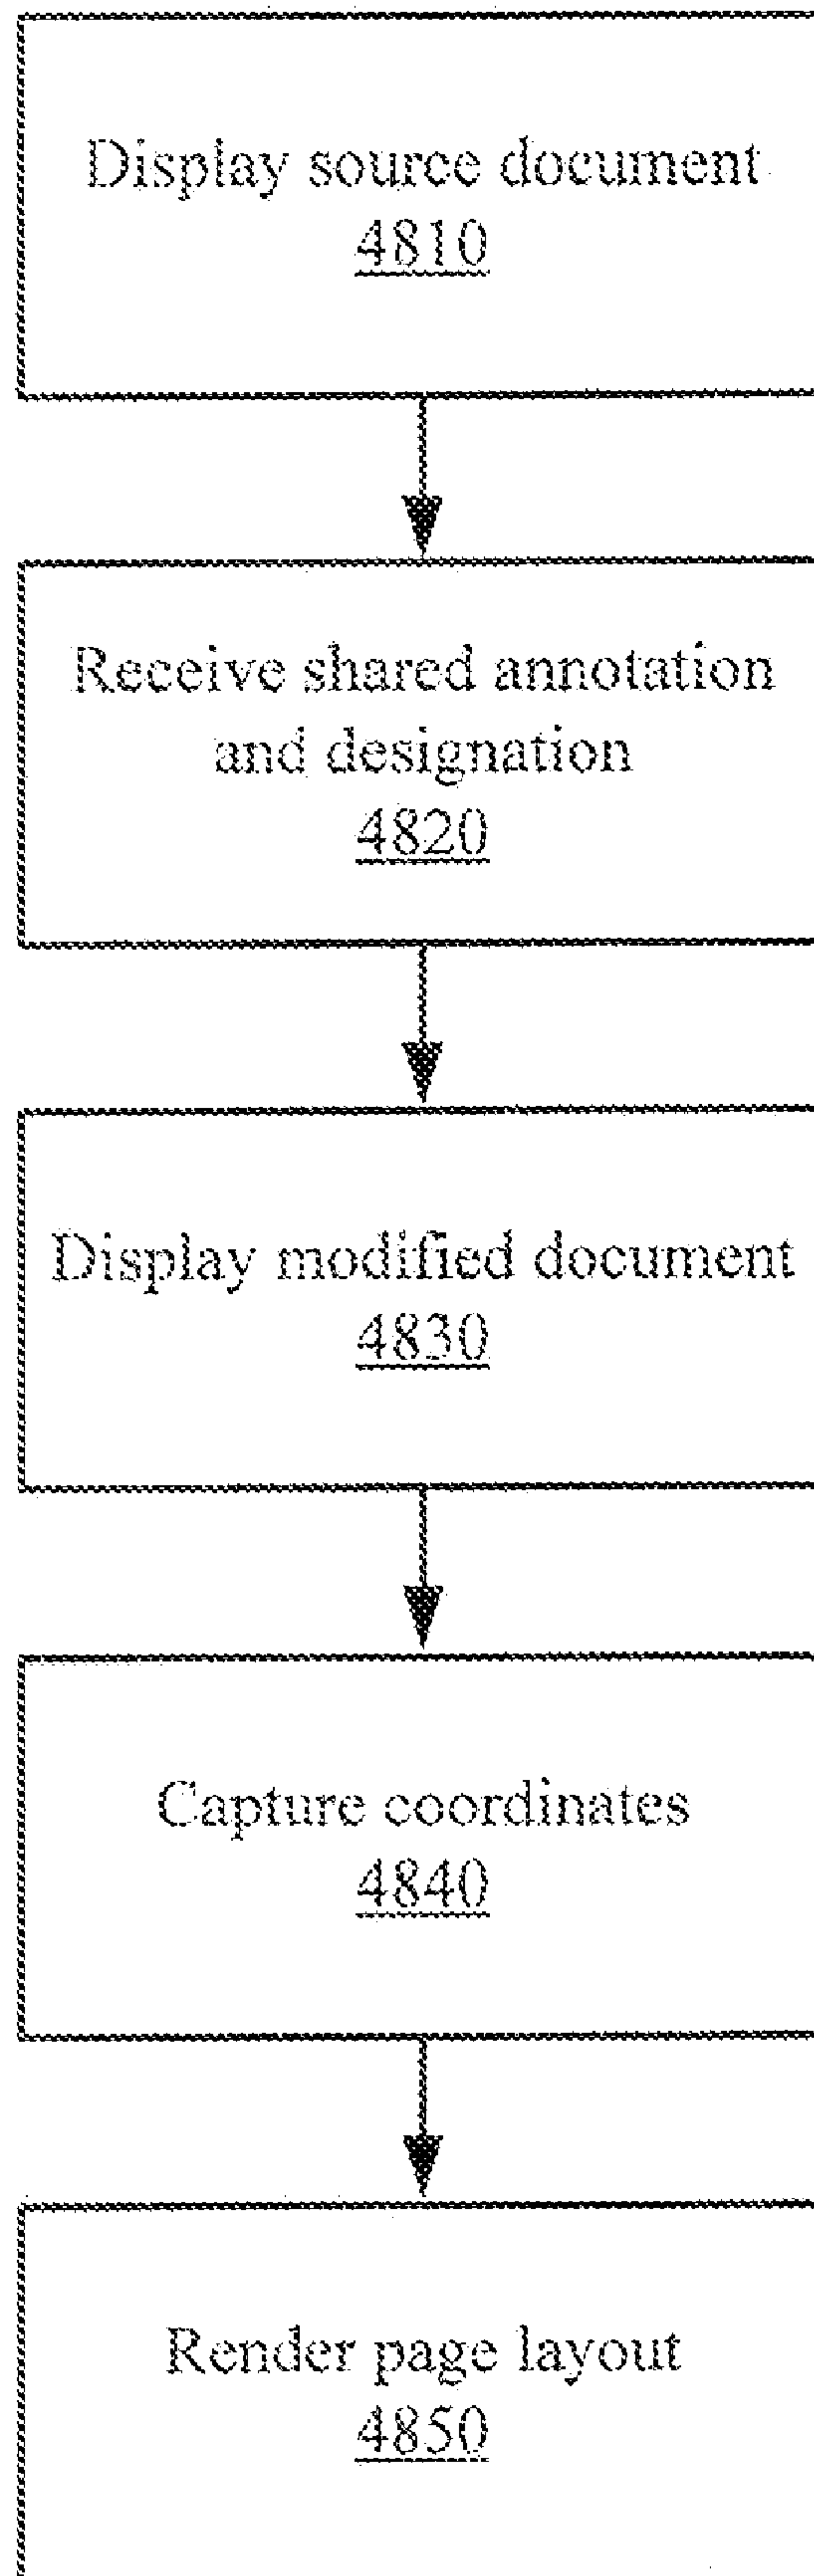 Display source document
4810
Receive shared annotation
and designation
4820
Display modified document
4830
Capture coordinates
4840
Render page layout
4850